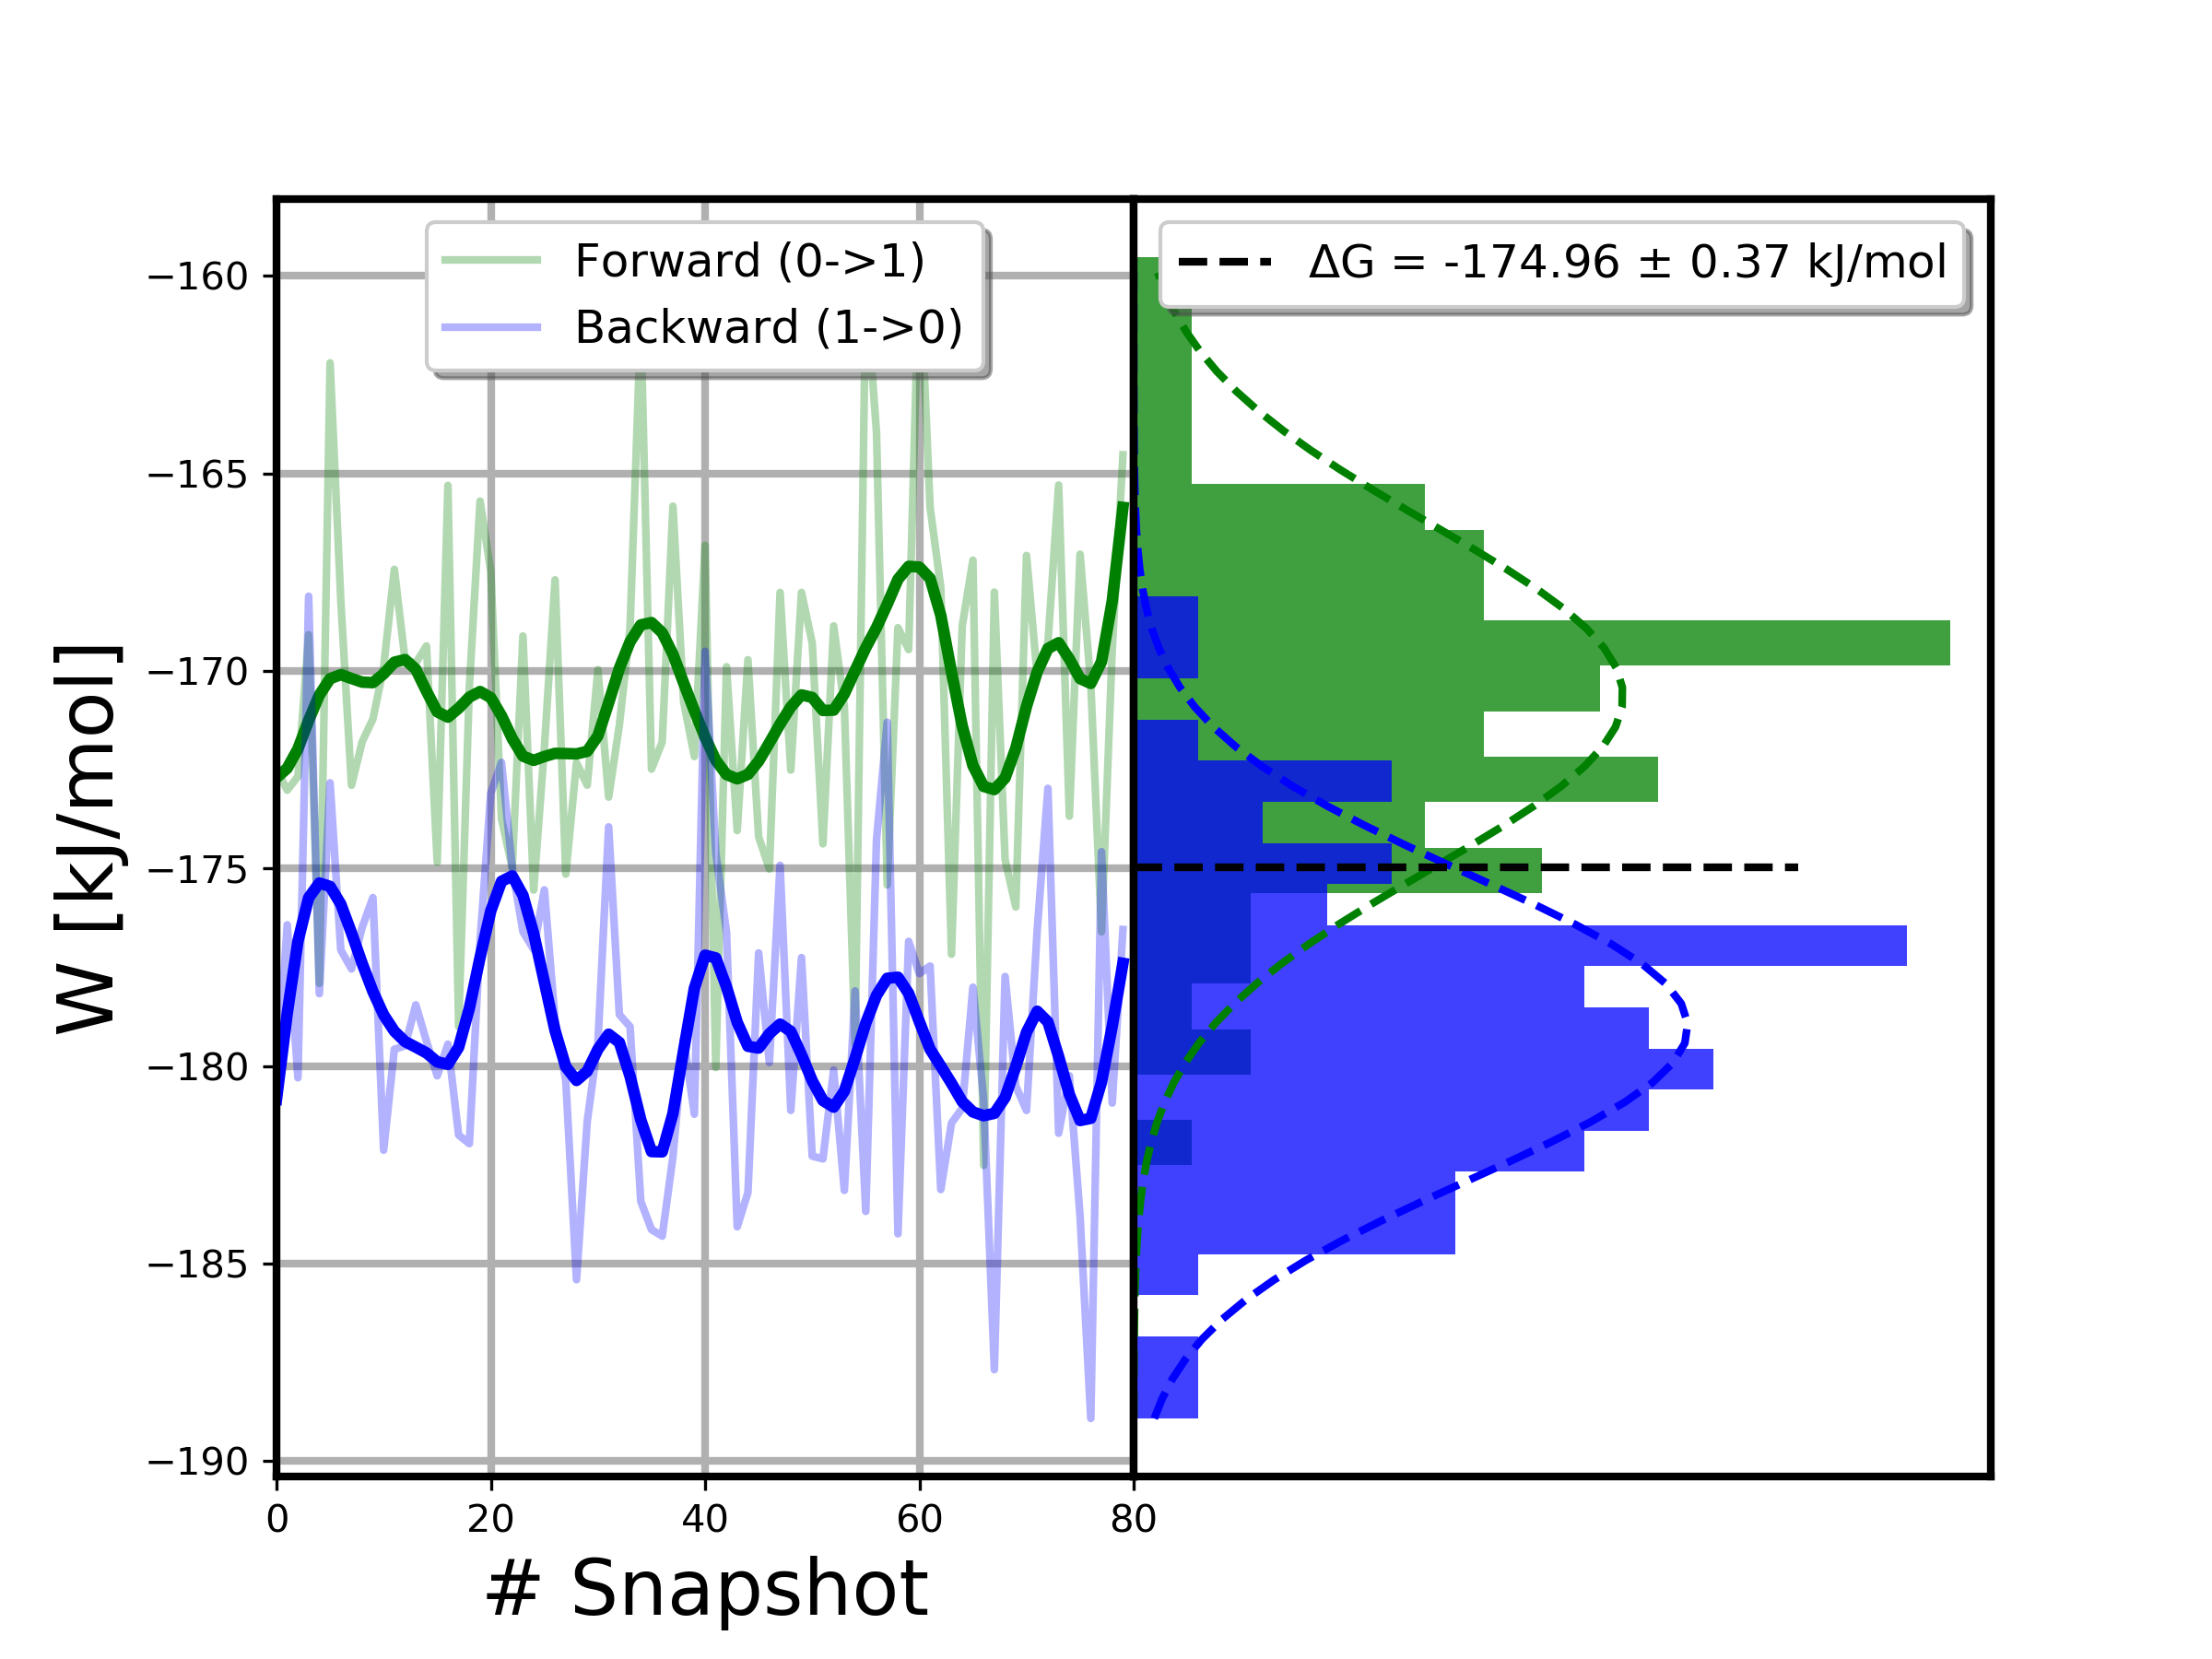 Forward (0->1)
Backward (1->0)
ΔG = -174.96 ± 0.37 kJ/mol
−160
−165
−170
−175
−180
−185
−190
W [kJ/mol]
0 20 40 60 80
# Snapshot